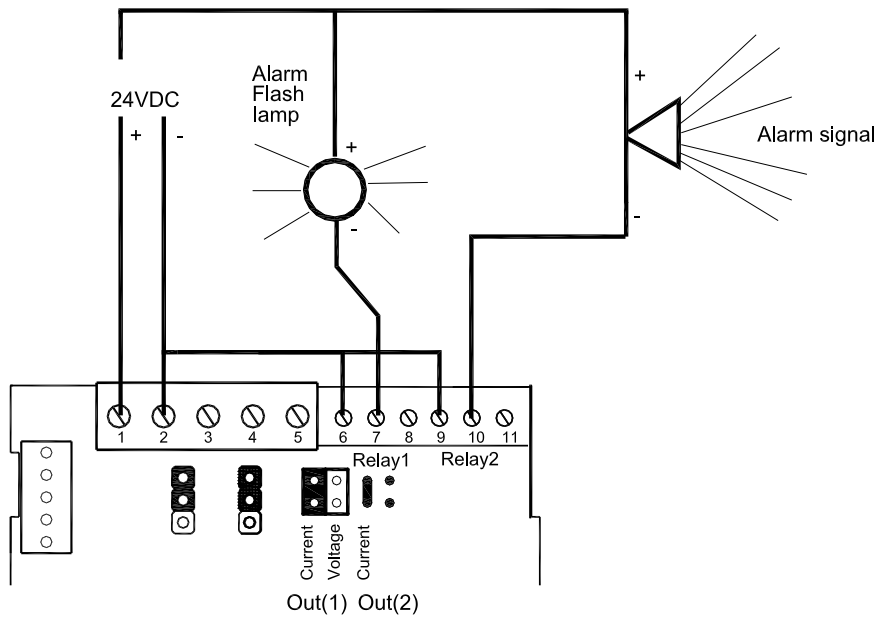 Alarm
Flash
lamp
24VDC
+ -
+
-
+
-
Alarm signal
1 2 3 4 5 6 7 8 9 10 11
Relay1 Relay2
Current
Voltage
Current
Out(1) Out(2)